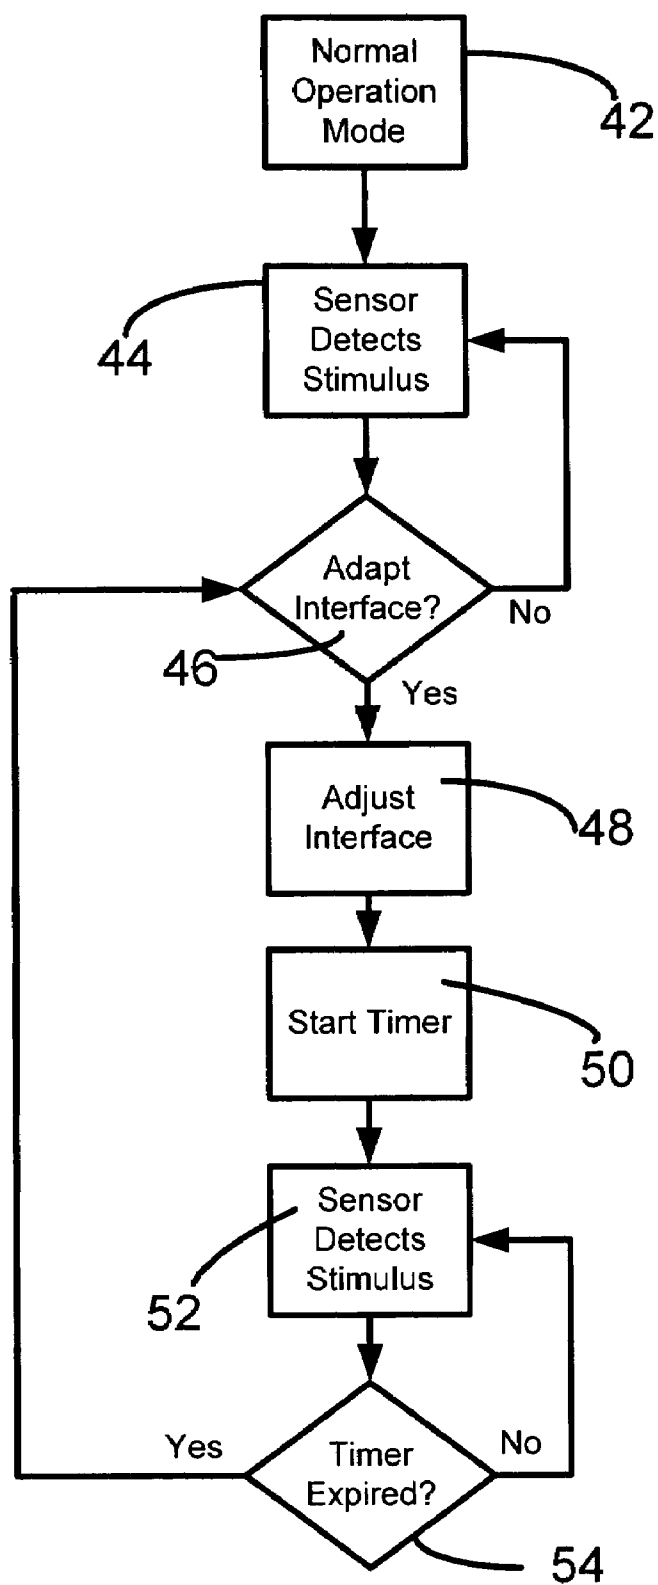 Normal
Operation
Mode
42
Sensor
Detects
Stimulus
44
Adapt
Interface?
No
46
Yes
Adjust
Interface
48
Start Timer
50
Sensor
Detects
Stimulus
52
Yes
No
Timer
Expired?
54